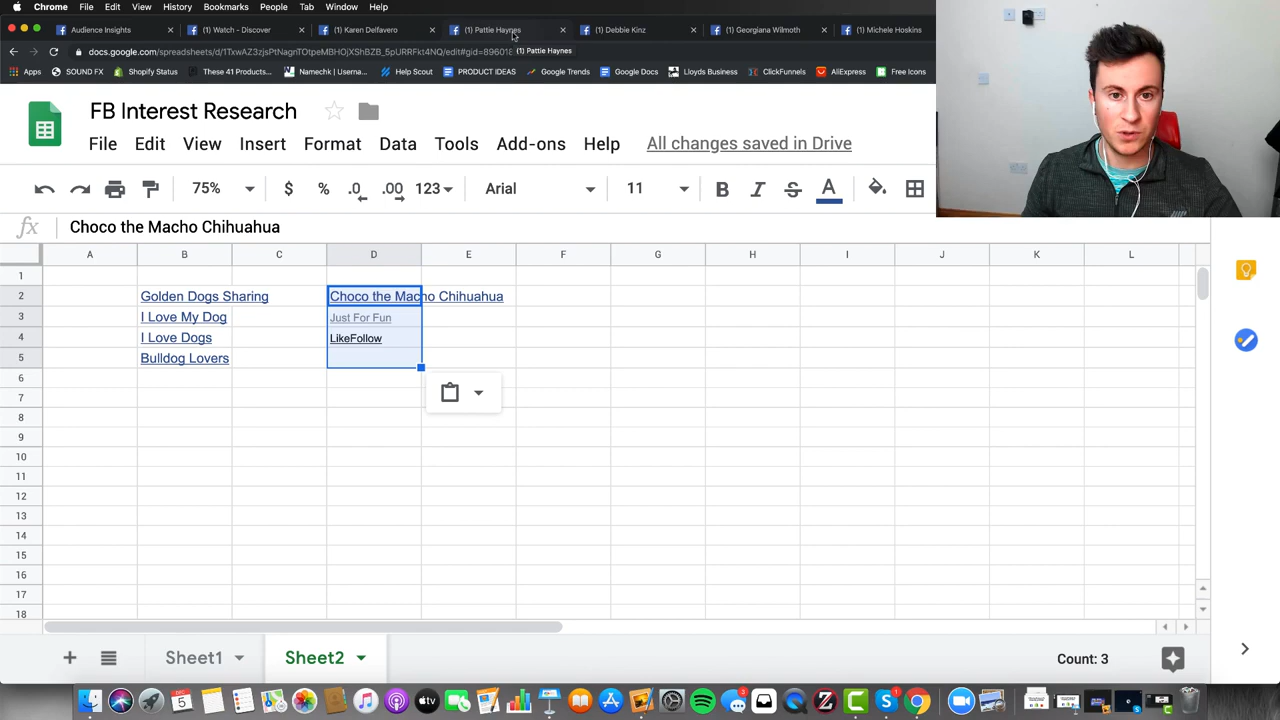 Chrome File Edit View History Bookmarks People Tab Window Help
Audience Insights × (1) Watch - Discover × (1) Karen Delfavero × (1) Pattie Haynes × (1) Debbie Kinz × (1) Georgiana Wilmoth × (1) Michele Hoskins
(1) Pattie Haynes
Apps SOUND FX Shopify Status These 41 Products... Namechk | Userna... Help Scout PRODUCT IDEAS Google Trends Google Docs Lloyds Business ClickFunnels AliExpress Free Icons
FB Interest Research
File Edit View Insert Format Data Tools Add-ons Help All changes saved in Drive
75% $ % .0 .00 123 Arial 11 B I S A
fx Choco the Macho Chihuahua
A B C D E F G H I J K L
1
2 Golden Dogs Sharing Choco the Macho Chihuahua
3 I Love My Dog Just For Fun
4 I Love Dogs LikeFollow
5 Bulldog Lovers
6
7
8
9
10
11
12
13
14
15
16
17
18
Sheet1 Sheet2 Count: 3